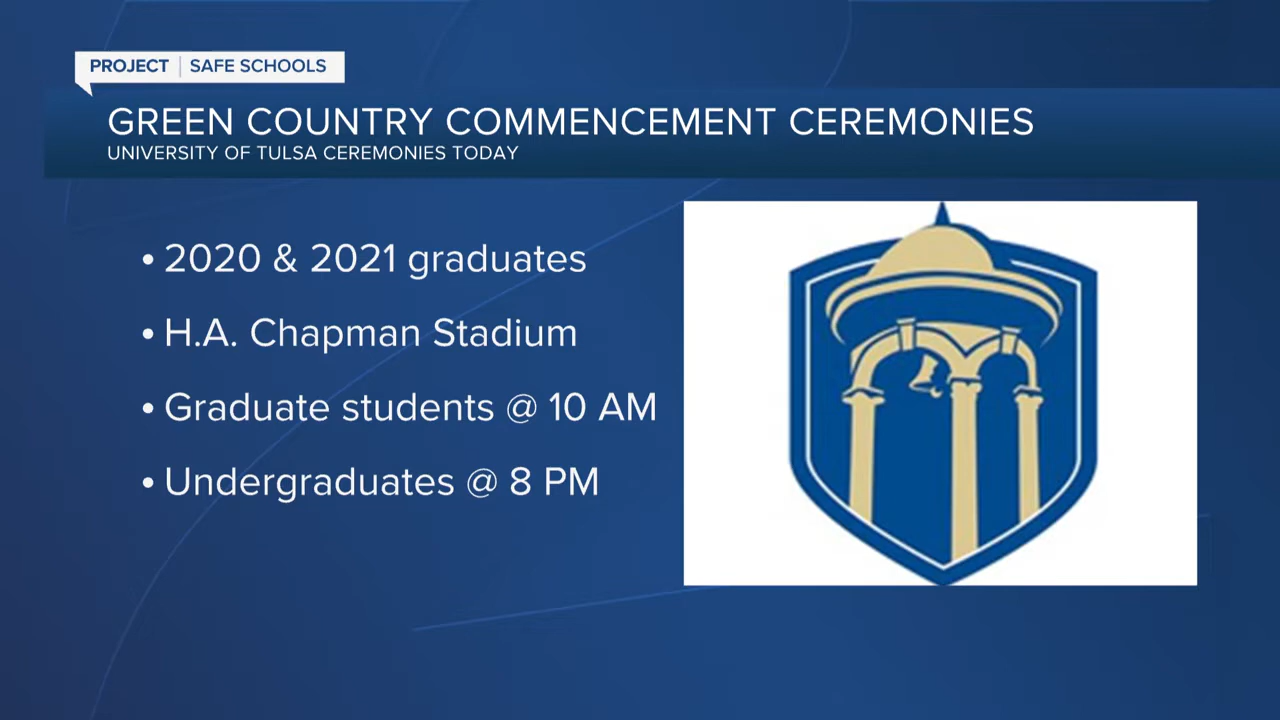 PROJECT | SAFE SCHOOLS
GREEN COUNTRY COMMENCEMENT CEREMONIES
UNIVERSITY OF TULSA CEREMONIES TODAY
• 2020 & 2021 graduates
• H.A. Chapman Stadium
• Graduate students @ 10 AM
• Undergraduates @ 8 PM